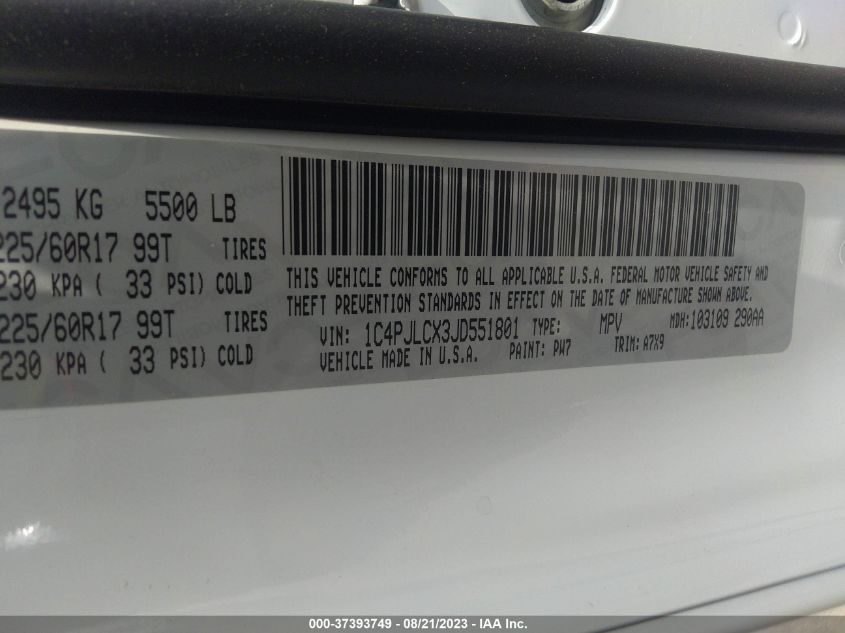 2495 KG 5500 LB
225/60R17 99T TIRES
230 KPA ( 33 PSI) COLD
225/60R17 99T TIRES
230 KPA ( 33 PSI) COLD
THIS VEHICLE CONFORMS TO ALL APPLICABLE U.S.A. FEDERAL MOTOR VEHICLE SAFETY AND
THEFT PREVENTION STANDARDS IN EFFECT ON THE DATE OF MANUFACTURE SHOWN ABOVE.
VIN: 1C4PJLCX3JD551801 TYPE: MPV MDH:103109 290AA
VEHICLE MADE IN U.S.A. PAINT: PW7 TRIM: A7X9
000-37393749 - 08/21/2023 - IAA Inc.